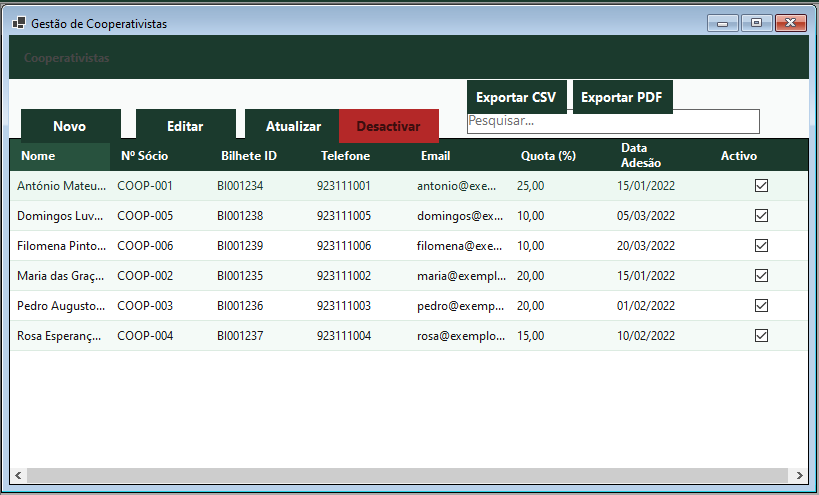 Gestão de Cooperativistas
Cooperativistas
Exportar CSV Exportar PDF
Novo Editar Atualizar Desactivar Pesquisar...
Nome Nº Sócio Bilhete ID Telefone Email Quota (%) Data Adesão Activo
António Mateu... COOP-001 BI001234 923111001 antonio@exe... 25,00 15/01/2022
Domingos Luv... COOP-005 BI001238 923111005 domingos@ex... 10,00 05/03/2022
Filomena Pinto... COOP-006 BI001239 923111006 filomena@exe... 10,00 20/03/2022
Maria das Graç... COOP-002 BI001235 923111002 maria@exempl... 20,00 15/01/2022
Pedro Augusto... COOP-003 BI001236 923111003 pedro@exemp... 20,00 01/02/2022
Rosa Esperanç... COOP-004 BI001237 923111004 rosa@exemplo... 15,00 10/02/2022